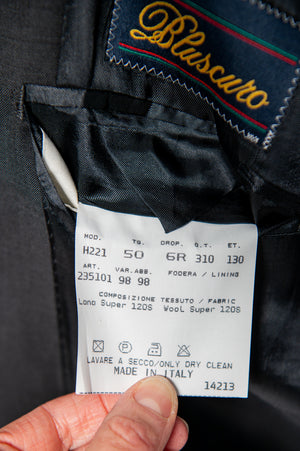 Bluscuro
MOD. TG. DROP. Q.T. ET.
H221 50 6R 310 130
ART. VAR.ABB.
235101 98 98 FODERA / LINING
COMPOSIZIONE TESSUTO / FABRIC
Lana Super 120S Wool Super 120S
LAVARE A SECCO/ONLY DRY CLEAN
MADE IN ITALY
14213